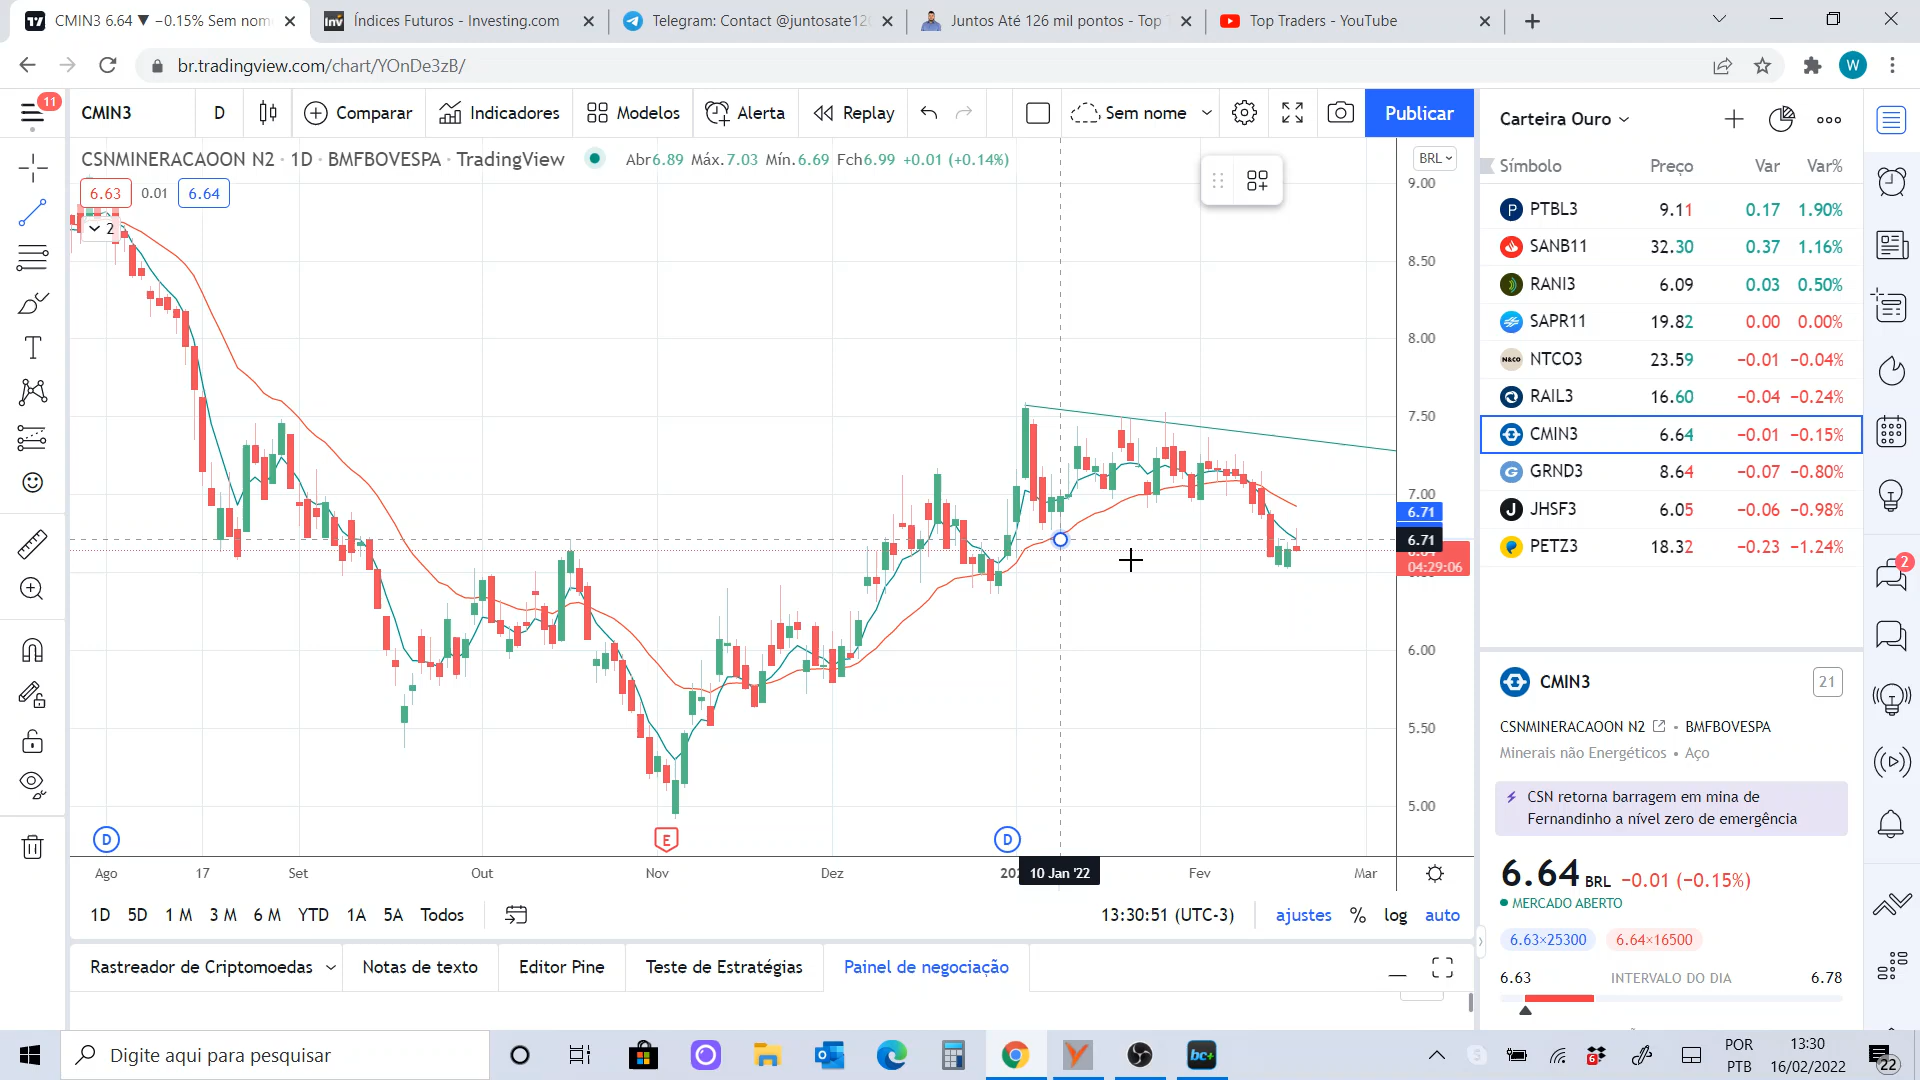 CMIN3 6.64 ▼ −0.15% Sem nom
Índices Futuros - Investing.com
Telegram: Contact @juntosate12
Juntos Até 126 mil pontos - Top
Top Traders - YouTube
br.tradingview.com/chart/YOnDe3zB/
W
11
CMIN3
D
Comparar
Indicadores
Modelos
Alerta
Replay
Sem nome
Publicar
CSNMINERACAOON N2 · 1D · BMFBOVESPA · TradingView
Abr6.89 Máx.7.03 Mín.6.69 Fch6.99 +0.01 (+0.14%)
6.63 0.01 6.64
2
BRL
9.00
8.50
8.00
7.50
7.00
6.71
6.71
04:29:06
6.00
5.50
5.00
D
E
D
Ago 17 Set Out Nov Dez 10 Jan '22 Fev Mar
1D 5D 1 M 3 M 6 M YTD 1A 5A Todos
13:30:51 (UTC-3) ajustes % log auto
Rastreador de Criptomoedas
Notas de texto
Editor Pine
Teste de Estratégias
Painel de negociação
Carteira Ouro
Símbolo Preço Var Var%
PTBL3 9.11 0.17 1.90%
SANB11 32.30 0.37 1.16%
RANI3 6.09 0.03 0.50%
SAPR11 19.82 0.00 0.00%
NTCO3 23.59 −0.01 −0.04%
RAIL3 16.60 −0.04 −0.24%
CMIN3 6.64 −0.01 −0.15%
GRND3 8.64 −0.07 −0.80%
JHSF3 6.05 −0.06 −0.98%
PETZ3 18.32 −0.23 −1.24%
2
CMIN3
21
CSNMINERACAOON N2 • BMFBOVESPA
Minerais não Energéticos • Aço
CSN retorna barragem em mina de
Fernandinho a nível zero de emergência
6.64 BRL −0.01 (−0.15%)
MERCADO ABERTO
6.63×25300 6.64×16500
6.63 INTERVALO DO DIA 6.78
Digite aqui para pesquisar
bc+
POR
PTB
13:30
16/02/2022
22